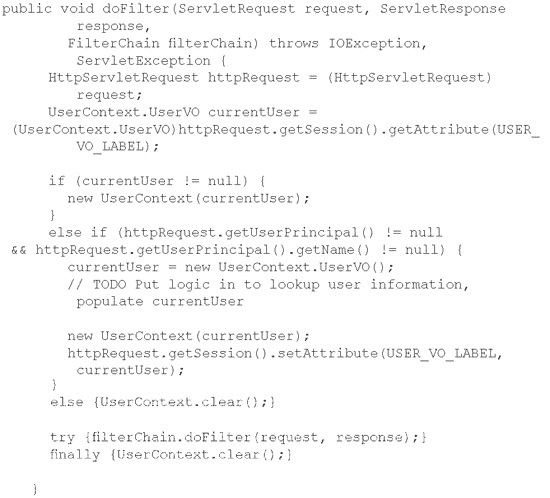 public void doFilter(ServletRequest request, ServletResponse
response,
FilterChain filterChain) throws IOException,
ServletException {
HttpServletRequest httpRequest = (HttpServletRequest)
request;
UserContext.UserVO currentUser =
(UserContext.UserVO)httpRequest.getSession().getAttribute(USER_
VO_LABEL);
if (currentUser != null) {
new UserContext(currentUser);
}
else if (httpRequest.getUserPrincipal() != null
&& httpRequest.getUserPrincipal().getName() != null) {
currentUser = new UserContext.UserVO();
// TODO Put logic in to lookup user information,
populate currentUser
new UserContext(currentUser);
httpRequest.getSession().setAttribute(USER_VO_LABEL,
currentUser);
}
else {UserContext.clear();}
try {filterChain.doFilter(request, response);}
finally {UserContext.clear();}
}